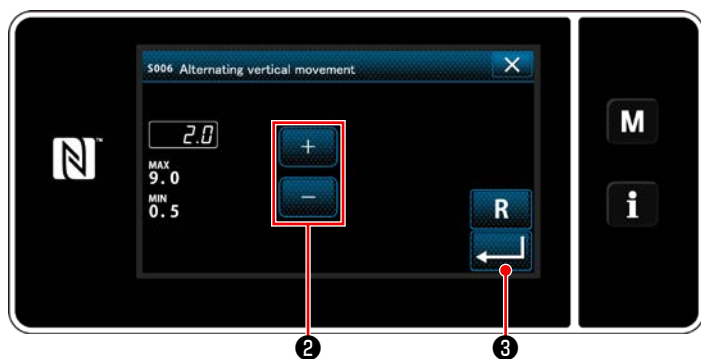 S006 Alternating vertical movement
2.0
MAX
9.0
MIN
0.5
+
−
R
M
i
N
❷
❸